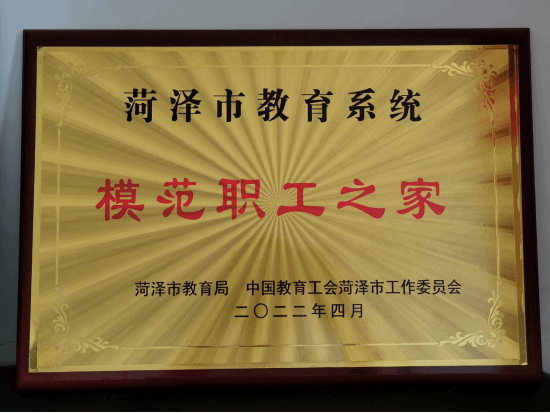 菏泽市教育系统
模范职工之家
菏泽市教育局 中国教育工会菏泽市工作委员会
二〇二二年四月